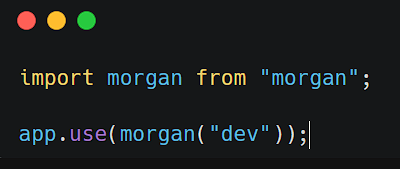 import morgan from "morgan";
app.use(morgan("dev"));